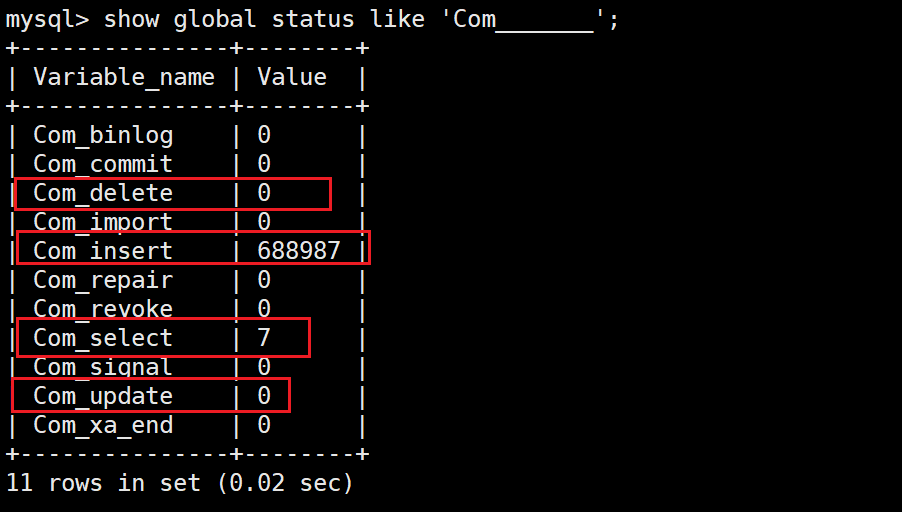 mysql> show global status like 'Com_______';
+---------------+--------+
| Variable_name | Value  |
+---------------+--------+
| Com_binlog    | 0      |
| Com_commit    | 0      |
| Com_delete    | 0      |
| Com_import    | 0      |
| Com_insert    | 688987 |
| Com_repair    | 0      |
| Com_revoke    | 0      |
| Com_select    | 7      |
| Com_signal    | 0      |
| Com_update    | 0      |
| Com_xa_end    | 0      |
+---------------+--------+
11 rows in set (0.02 sec)